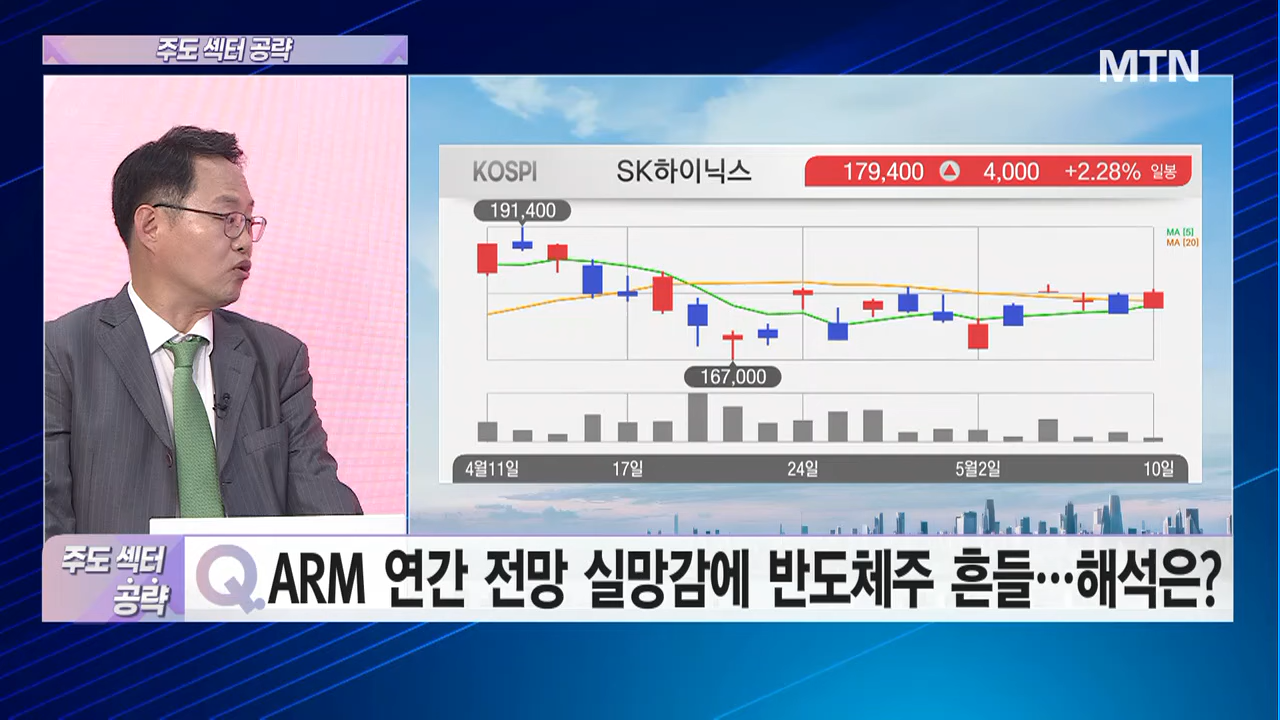 주도 섹터 공략
MTN
KOSPI SK하이닉스 179,400 ▲ 4,000 +2.28% 일봉
191,400
MA [5]
MA [20]
167,000
4월11일 17일 24일 5월2일 10일
주도 섹터
공략
Q. ARM 연간 전망 실망감에 반도체주 흔들…해석은?